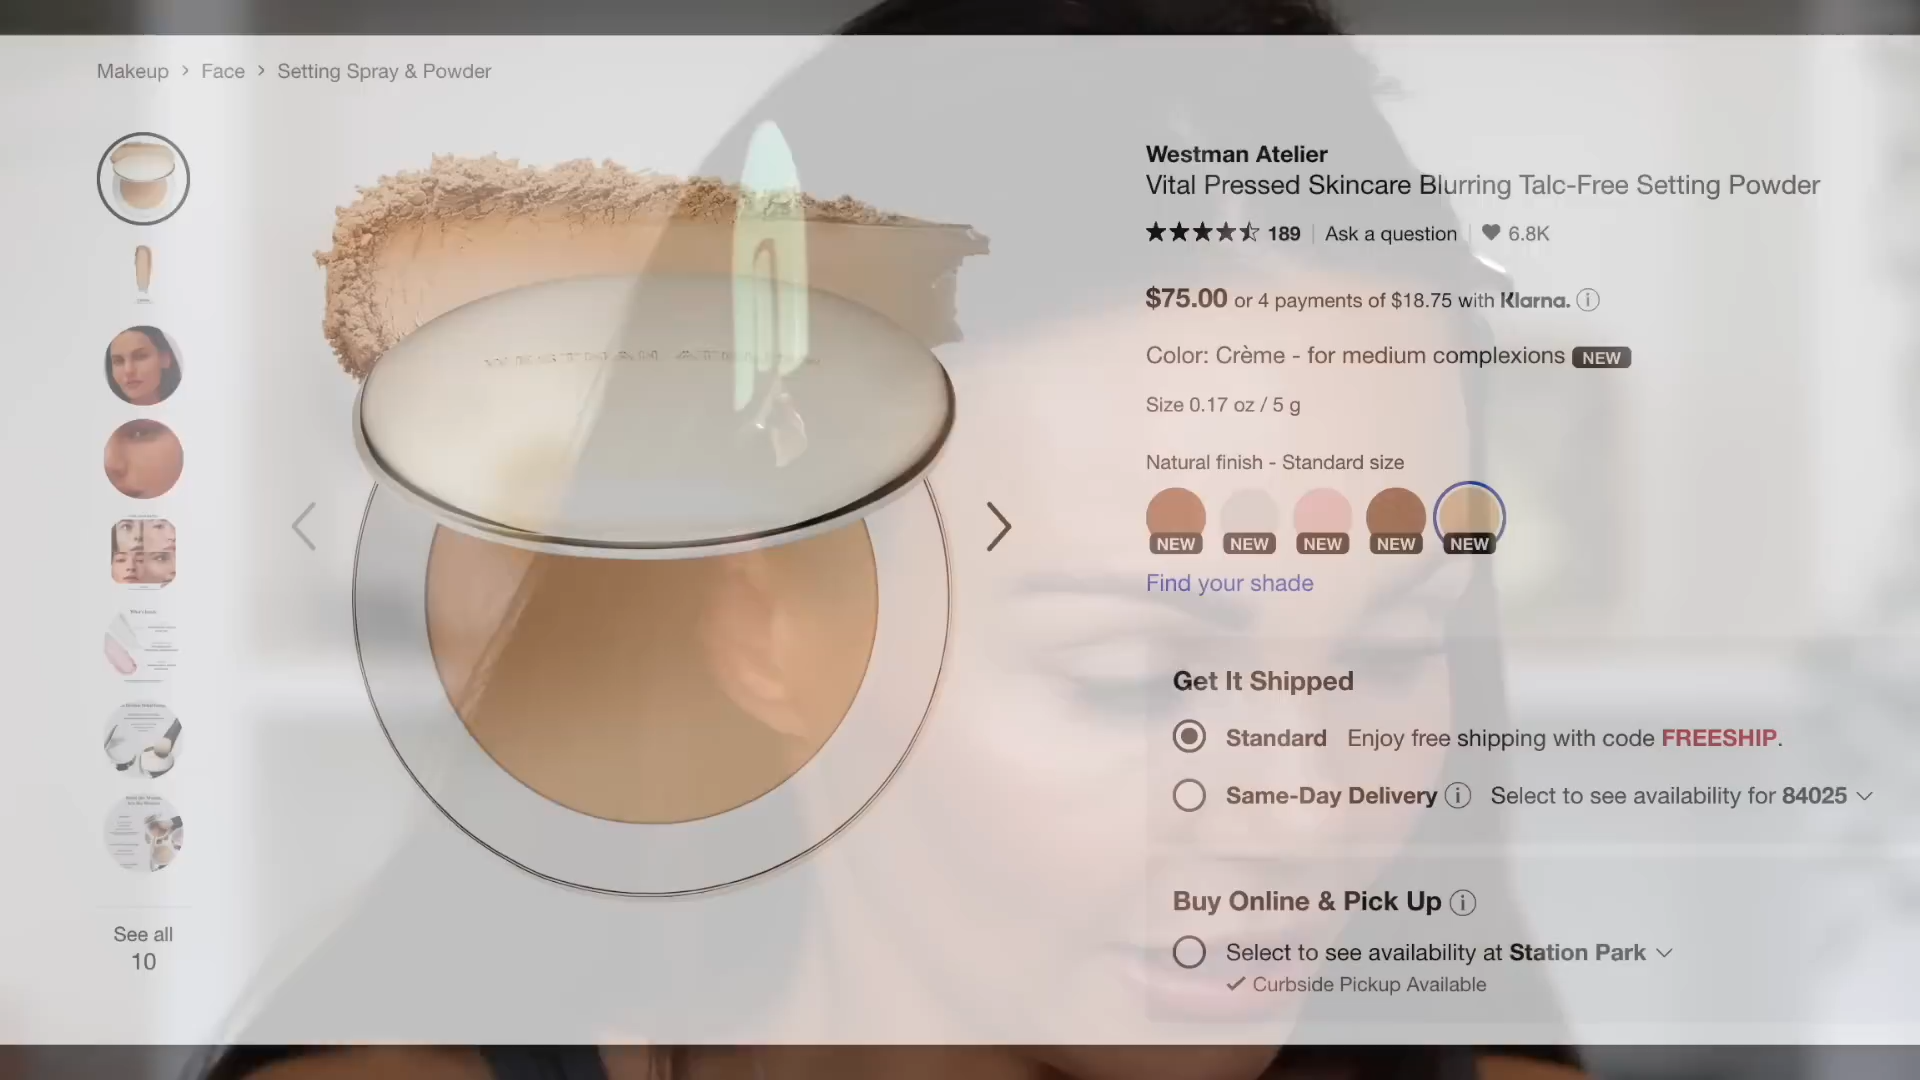 Makeup > Face > Setting Spray & Powder
Westman Atelier
Vital Pressed Skincare Blurring Talc-Free Setting Powder
189 | Ask a question | 6.8K
$75.00 or 4 payments of $18.75 with Klarna.
Color: Crème - for medium complexions NEW
Size 0.17 oz / 5 g
Natural finish - Standard size
NEW NEW NEW NEW NEW
Find your shade
Get It Shipped
Standard Enjoy free shipping with code FREESHIP.
Same-Day Delivery Select to see availability for 84025
Buy Online & Pick Up
Select to see availability at Station Park
Curbside Pickup Available
See all
10